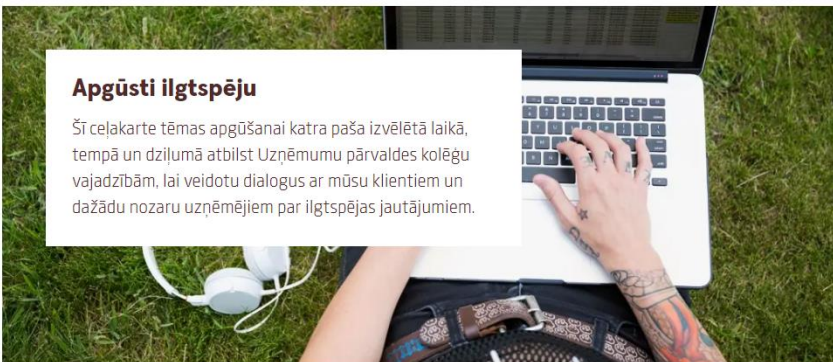 Apgūsti ilgtspēju
Šī ceļakarte tēmas apgūšanai katra paša izvēlētā laikā,
tempā un dziļumā atbilst Uzņēmumu pārvaldes kolēģu
vajadzībām, lai veidotu dialogus ar mūsu klientiem un
dažādu nozaru uzņēmējiem par ilgtspējas jautājumiem.